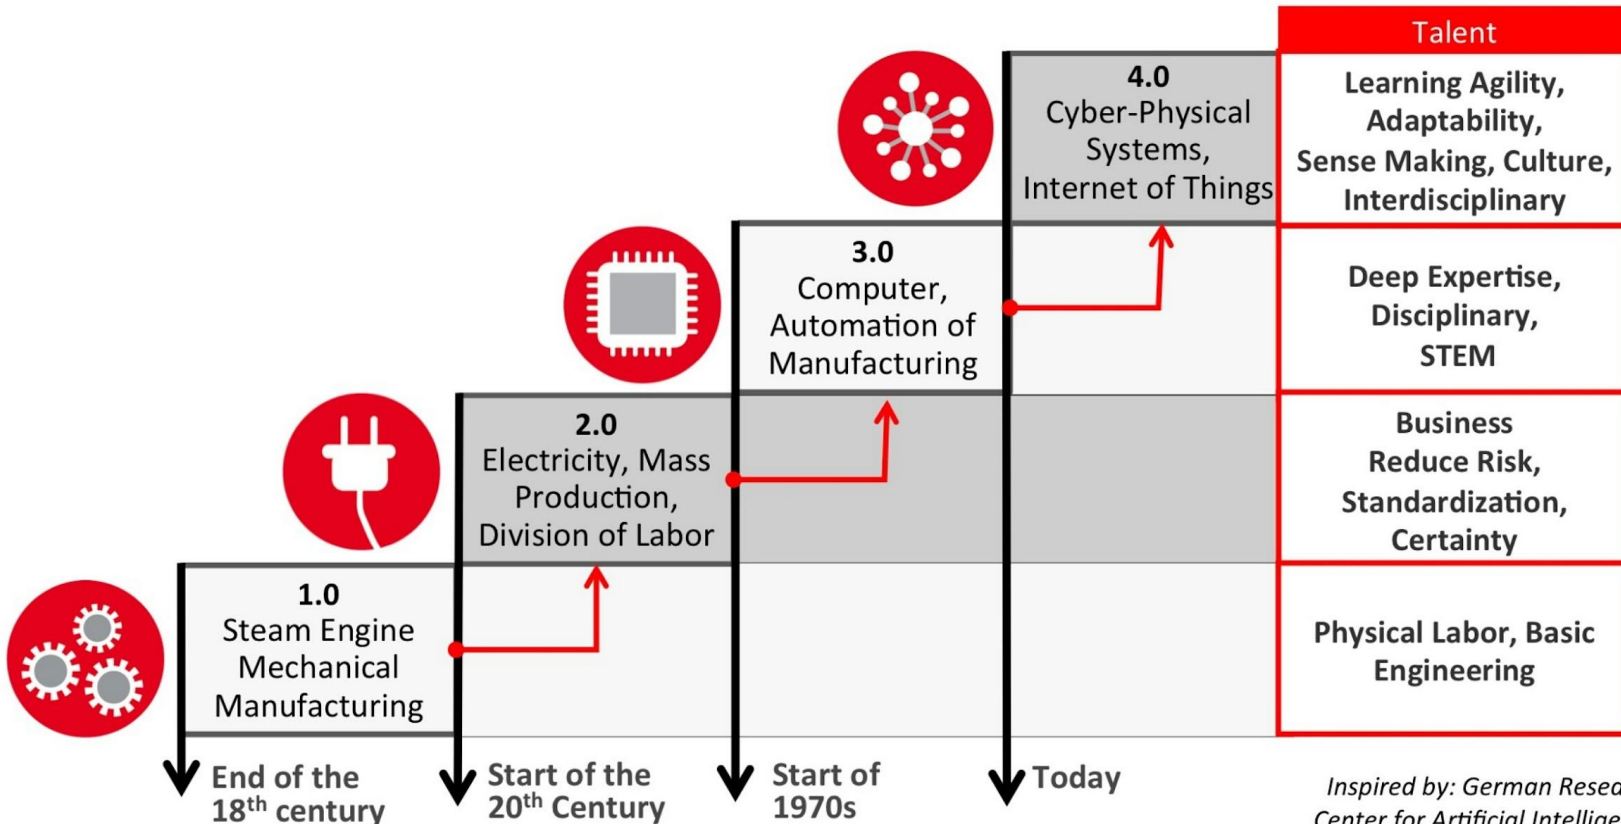 Talent
4.0
Cyber-Physical
Systems,
Internet of Things
Learning Agility,
Adaptability,
Sense Making, Culture,
Interdisciplinary
3.0
Computer,
Automation of
Manufacturing
Deep Expertise,
Disciplinary,
STEM
2.0
Electricity, Mass
Production,
Division of Labor
Business
Reduce Risk,
Standardization,
Certainty
1.0
Steam Engine
Mechanical
Manufacturing
Physical Labor, Basic
Engineering
End of the
18th century
Start of the
20th Century
Start of
1970s
Today
Inspired by: German
Center for Artificial